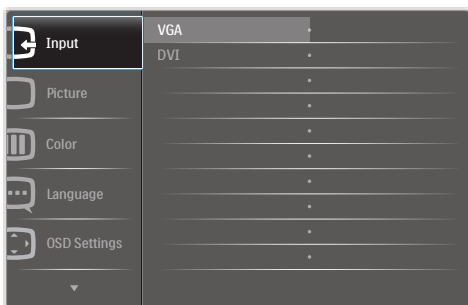 Input
Picture
Color
Language
OSD Settings
VGA
DVI